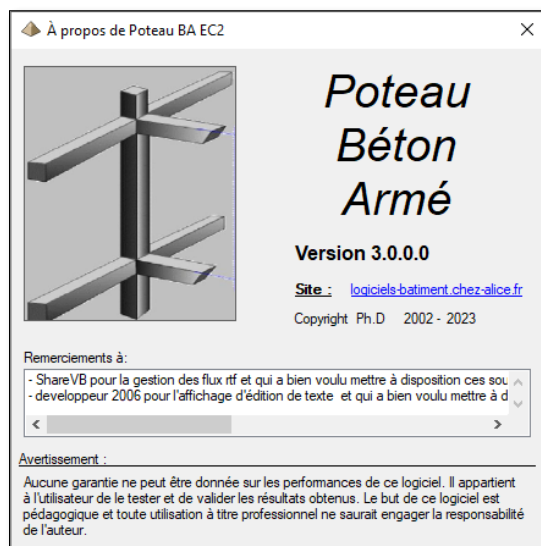 À propos de Poteau BA EC2
Poteau
Béton
Armé
Version 3.0.0.0
Site : logiciels-batiment.chez-alice.fr
Copyright Ph.D 2002 - 2023
Remerciements à:
- ShareVB pour la gestion des flux rtf et qui a bien voulu mettre à disposition ces sou
- developpeur 2006 pour l'affichage d'édition de texte et qui a bien voulu mettre à d
Avertissement :
Aucune garantie ne peut être donnée sur les performances de ce logiciel. Il appartient
à l'utilisateur de le tester et de valider les résultats obtenus. Le but de ce logiciel est
pédagogique et toute utilisation à titre professionnel ne saurait engager la responsabilité
de l'auteur.